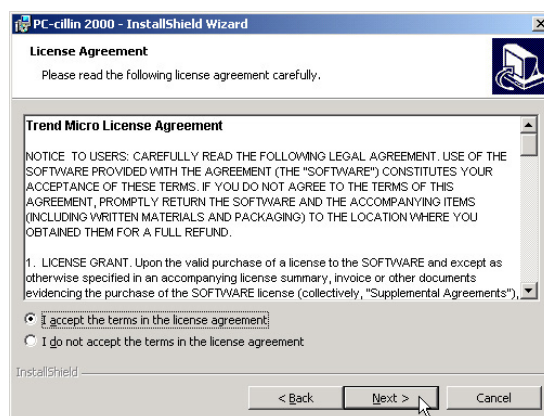 PC-cillin 2000 - InstallShield Wizard
License Agreement
Please read the following license agreement carefully.
Trend Micro License Agreement
NOTICE TO USERS: CAREFULLY READ THE FOLLOWING LEGAL AGREEMENT. USE OF THE
SOFTWARE PROVIDED WITH THE AGREEMENT (THE "SOFTWARE") CONSTITUTES YOUR
ACCEPTANCE OF THESE TERMS. IF YOU DO NOT AGREE TO THE TERMS OF THIS
AGREEMENT, PROMPTLY RETURN THE SOFTWARE AND THE ACCOMPANYING ITEMS
(INCLUDING WRITTEN MATERIALS AND PACKAGING) TO THE LOCATION WHERE YOU
OBTAINED THEM FOR A FULL REFUND.
1. LICENSE GRANT. Upon the valid purchase of a license to the SOFTWARE and except as
otherwise specified in an accompanying license summary, invoice or other documents
evidencing the purchase of the SOFTWARE license (collectively, "Supplemental Agreements"),
I accept the terms in the license agreement
I do not accept the terms in the license agreement
InstallShield
< Back Next > Cancel